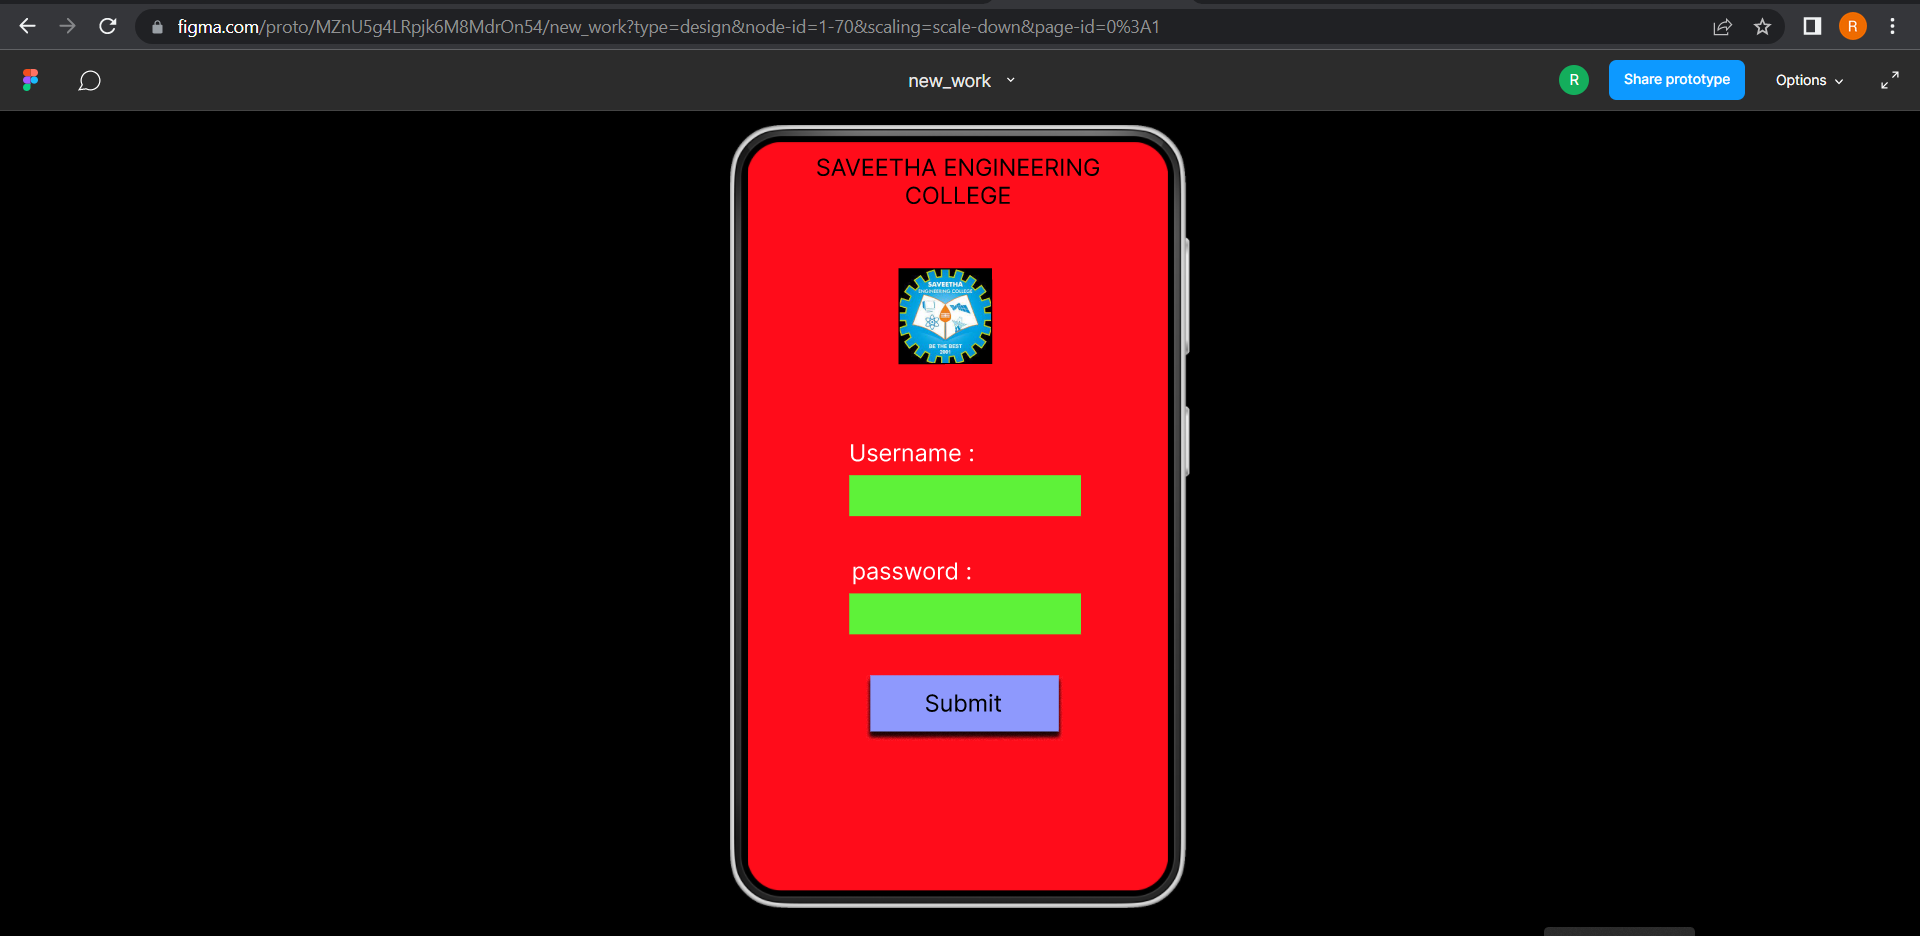 figma.com/proto/MZnU5g4LRpjk6M8MdrOn54/new_work?type=design&node-id=1-70&scaling=scale-down&page-id=0%3A1
R
new_work
R
Share prototype
Options
SAVEETHA ENGINEERING
COLLEGE
SAVEETHA
ENGINEERING COLLEGE
BE THE BEST
2001
Username :
password :
Submit